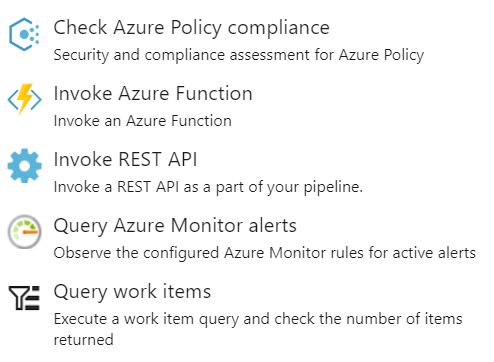 Check Azure Policy compliance
Security and compliance assessment for Azure Policy
Invoke Azure Function
Invoke an Azure Function
Invoke REST API
Invoke a REST API as a part of your pipeline.
Query Azure Monitor alerts
Observe the configured Azure Monitor rules for active alerts
Query work items
Execute a work item query and check the number of items
returned